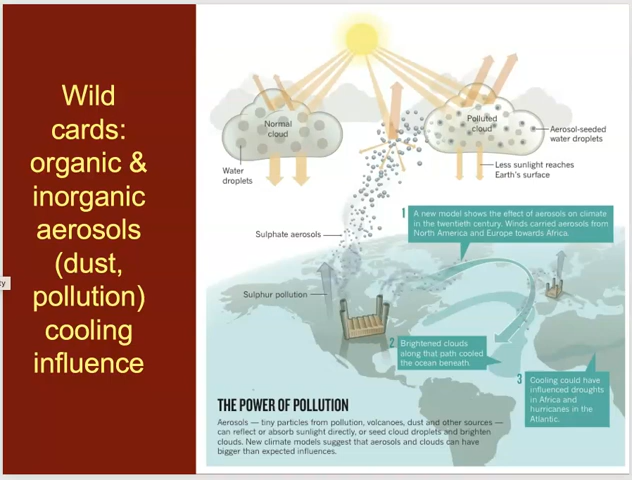 Wild
cards:
organic &
inorganic
aerosols
(dust,
pollution)
cooling
influence
ty
Normal
cloud
Polluted
cloud
Aerosol-seeded
water droplets
Water
droplets
Less sunlight reaches
Earth's surface
Sulphate aerosols
Sulphur pollution
1 A new model shows the effect of aerosols on climate
in the twentieth century. Winds carried aerosols from
North America and Europe towards Africa.
2 Brightened clouds
along that path cooled
the ocean beneath.
3 Cooling could have
influenced droughts
in Africa and
hurricanes in the
Atlantic.
THE POWER OF POLLUTION
Aerosols — tiny particles from pollution, volcanoes, dust and other sources —
can reflect or absorb sunlight directly, or seed cloud droplets and brighten
clouds. New climate models suggest that aerosols and clouds can have
bigger than expected influences.